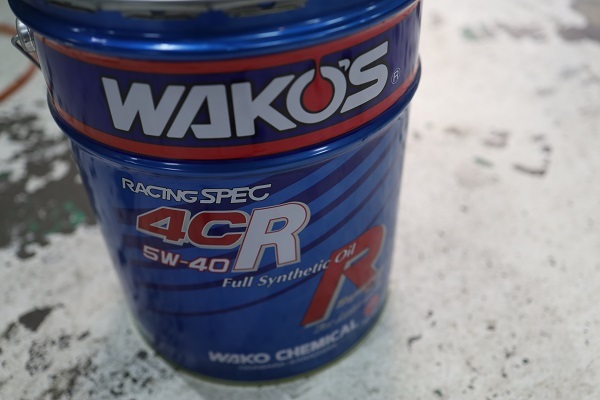 WAKO'S ®
RACING SPEC
4CR
5W-40
Full Synthetic Oil
R
WAKO CHEMICAL